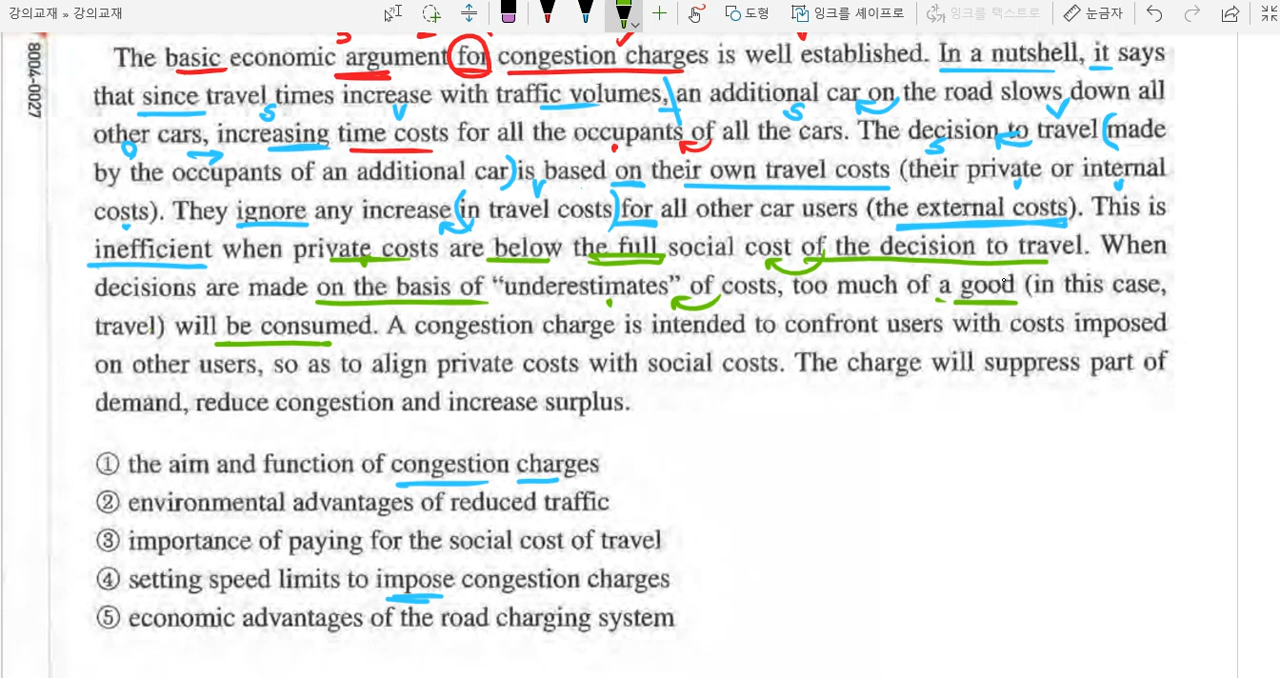 강의교재 » 강의교재
도형
잉크를 셰이프로
잉크를 텍스트로
눈금자
8004-0027
The basic economic argument for congestion charges is well established. In a nutshell, it says
that since travel times increase with traffic volumes, an additional car on the road slows down all
other cars, increasing time costs for all the occupants of all the cars. The decision to travel made
by the occupants of an additional car is based on their own travel costs (their private or internal
costs). They ignore any increase in travel costs for all other car users (the external costs). This is
inefficient when private costs are below the full social cost of the decision to travel. When
decisions are made on the basis of “underestimates” of costs, too much of a good (in this case,
travel) will be consumed. A congestion charge is intended to confront users with costs imposed
on other users, so as to align private costs with social costs. The charge will suppress part of
demand, reduce congestion and increase surplus.
① the aim and function of congestion charges
② environmental advantages of reduced traffic
③ importance of paying for the social cost of travel
④ setting speed limits to impose congestion charges
⑤ economic advantages of the road charging system